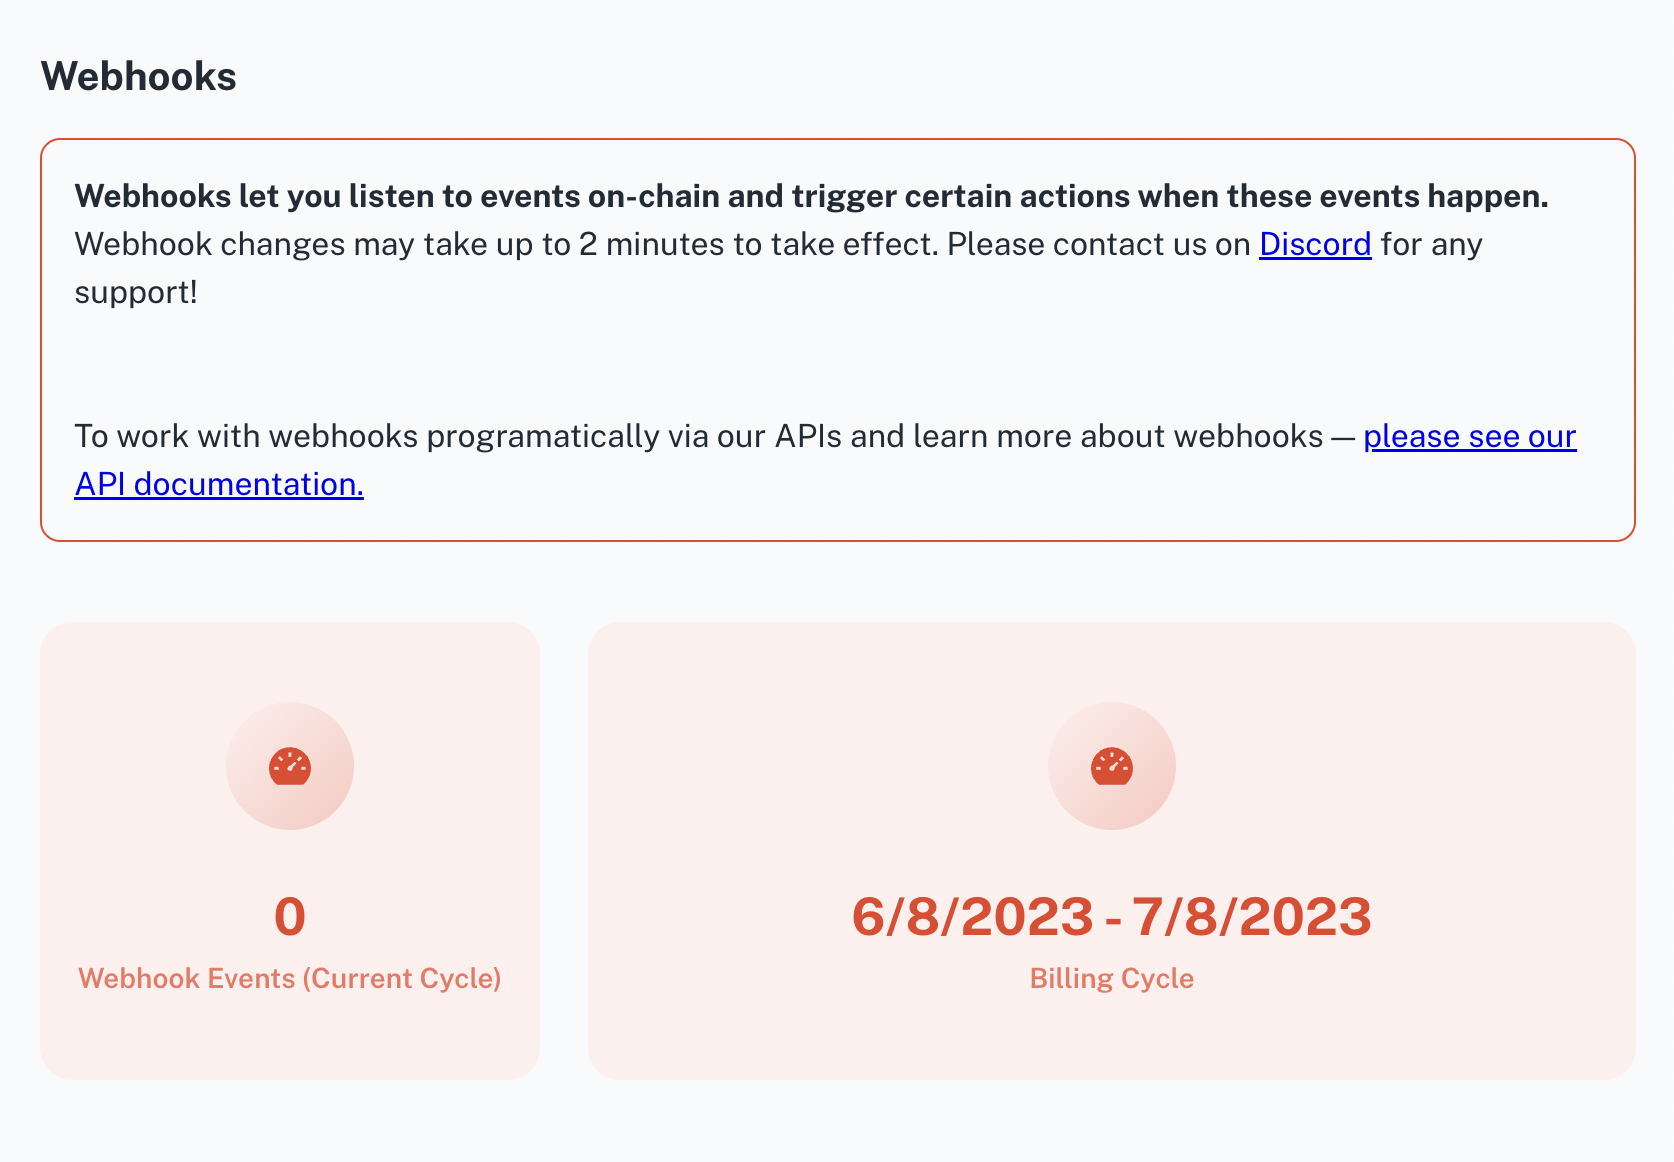 Webhooks
Webhooks let you listen to events on-chain and trigger certain actions when these events happen.
Webhook changes may take up to 2 minutes to take effect. Please contact us on Discord for any
support!
To work with webhooks programatically via our APIs and learn more about webhooks — please see our
API documentation.
0
Webhook Events (Current Cycle)
6/8/2023 - 7/8/2023
Billing Cycle